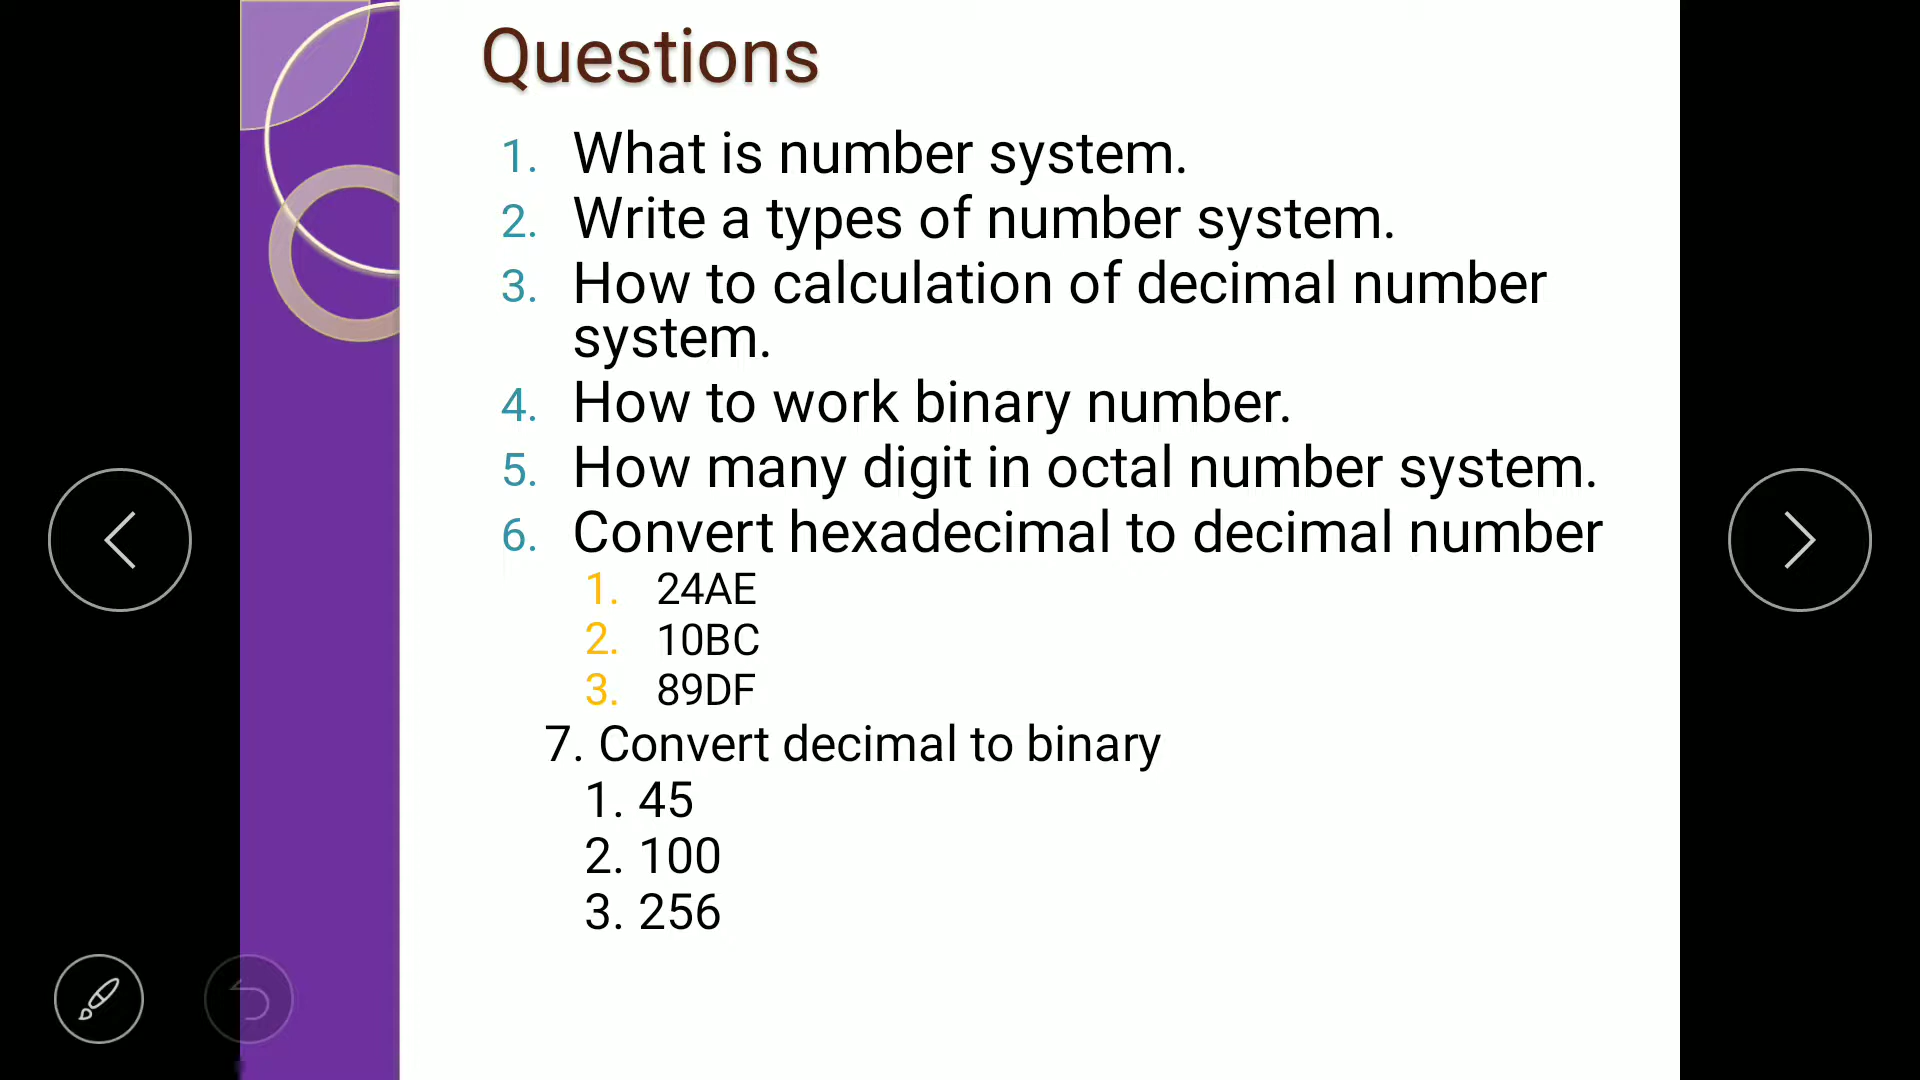 Questions
1. What is number system.
2. Write a types of number system.
3. How to calculation of decimal number
system.
4. How to work binary number.
5. How many digit in octal number system.
6. Convert hexadecimal to decimal number
1. 24AE
2. 10BC
3. 89DF
7. Convert decimal to binary
1. 45
2. 100
3. 256